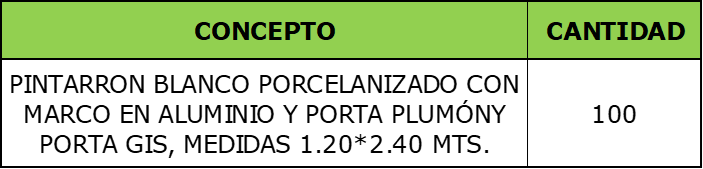 CONCEPTO CANTIDAD
PINTARRON BLANCO PORCELANIZADO CON
MARCO EN ALUMINIO Y PORTA PLUMÓNY 100
PORTA GIS, MEDIDAS 1.20*2.40 MTS.